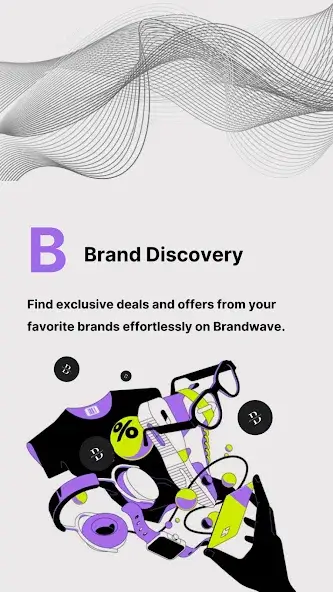 B Brand Discovery
Find exclusive deals and offers from your
favorite brands effortlessly on Brandwave.
B
B
%
B
B